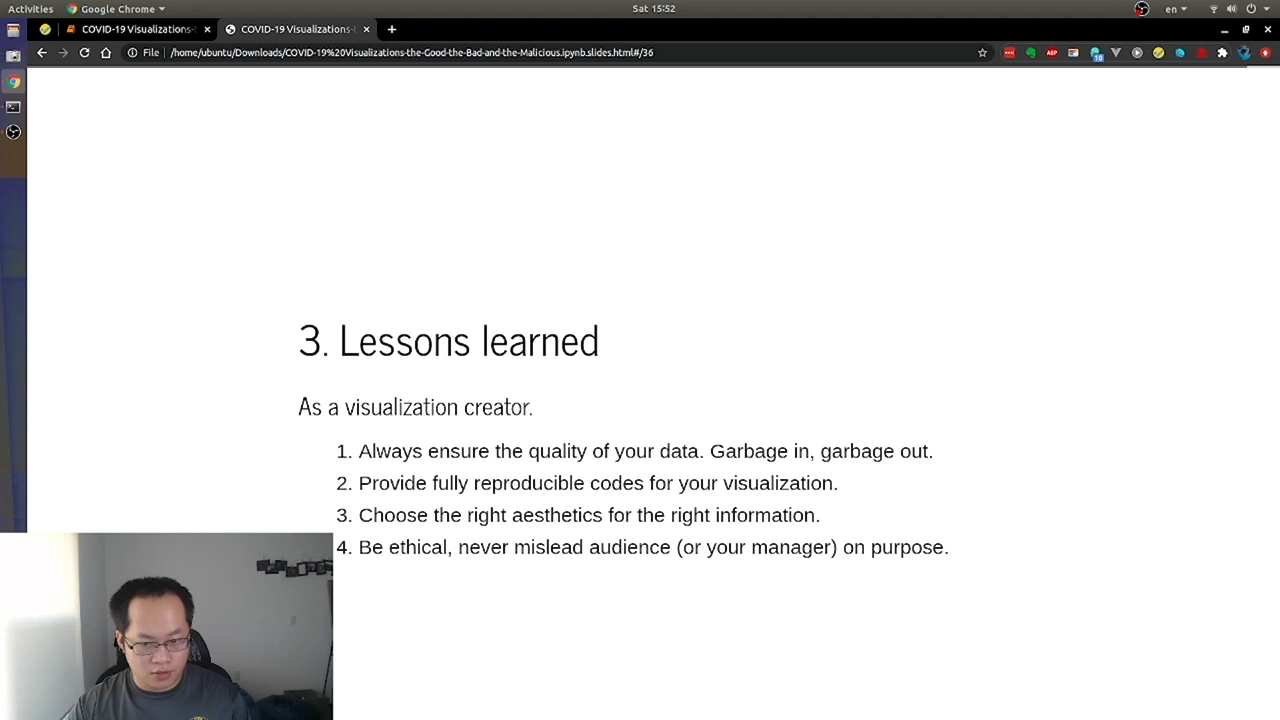 Activities
Google Chrome
Sat 15:52
en
COVID-19 Visualizations-
COVID-19 Visualizations-
File
/home/ubuntu/Downloads/COVID-19%20Visualizations-the-Good-the-Bad-and-the-Malicious.ipynb.slides.html#/36
ABP
10
3. Lessons learned
As a visualization creator.
1. Always ensure the quality of your data. Garbage in, garbage out.
2. Provide fully reproducible codes for your visualization.
3. Choose the right aesthetics for the right information.
4. Be ethical, never mislead audience (or your manager) on purpose.